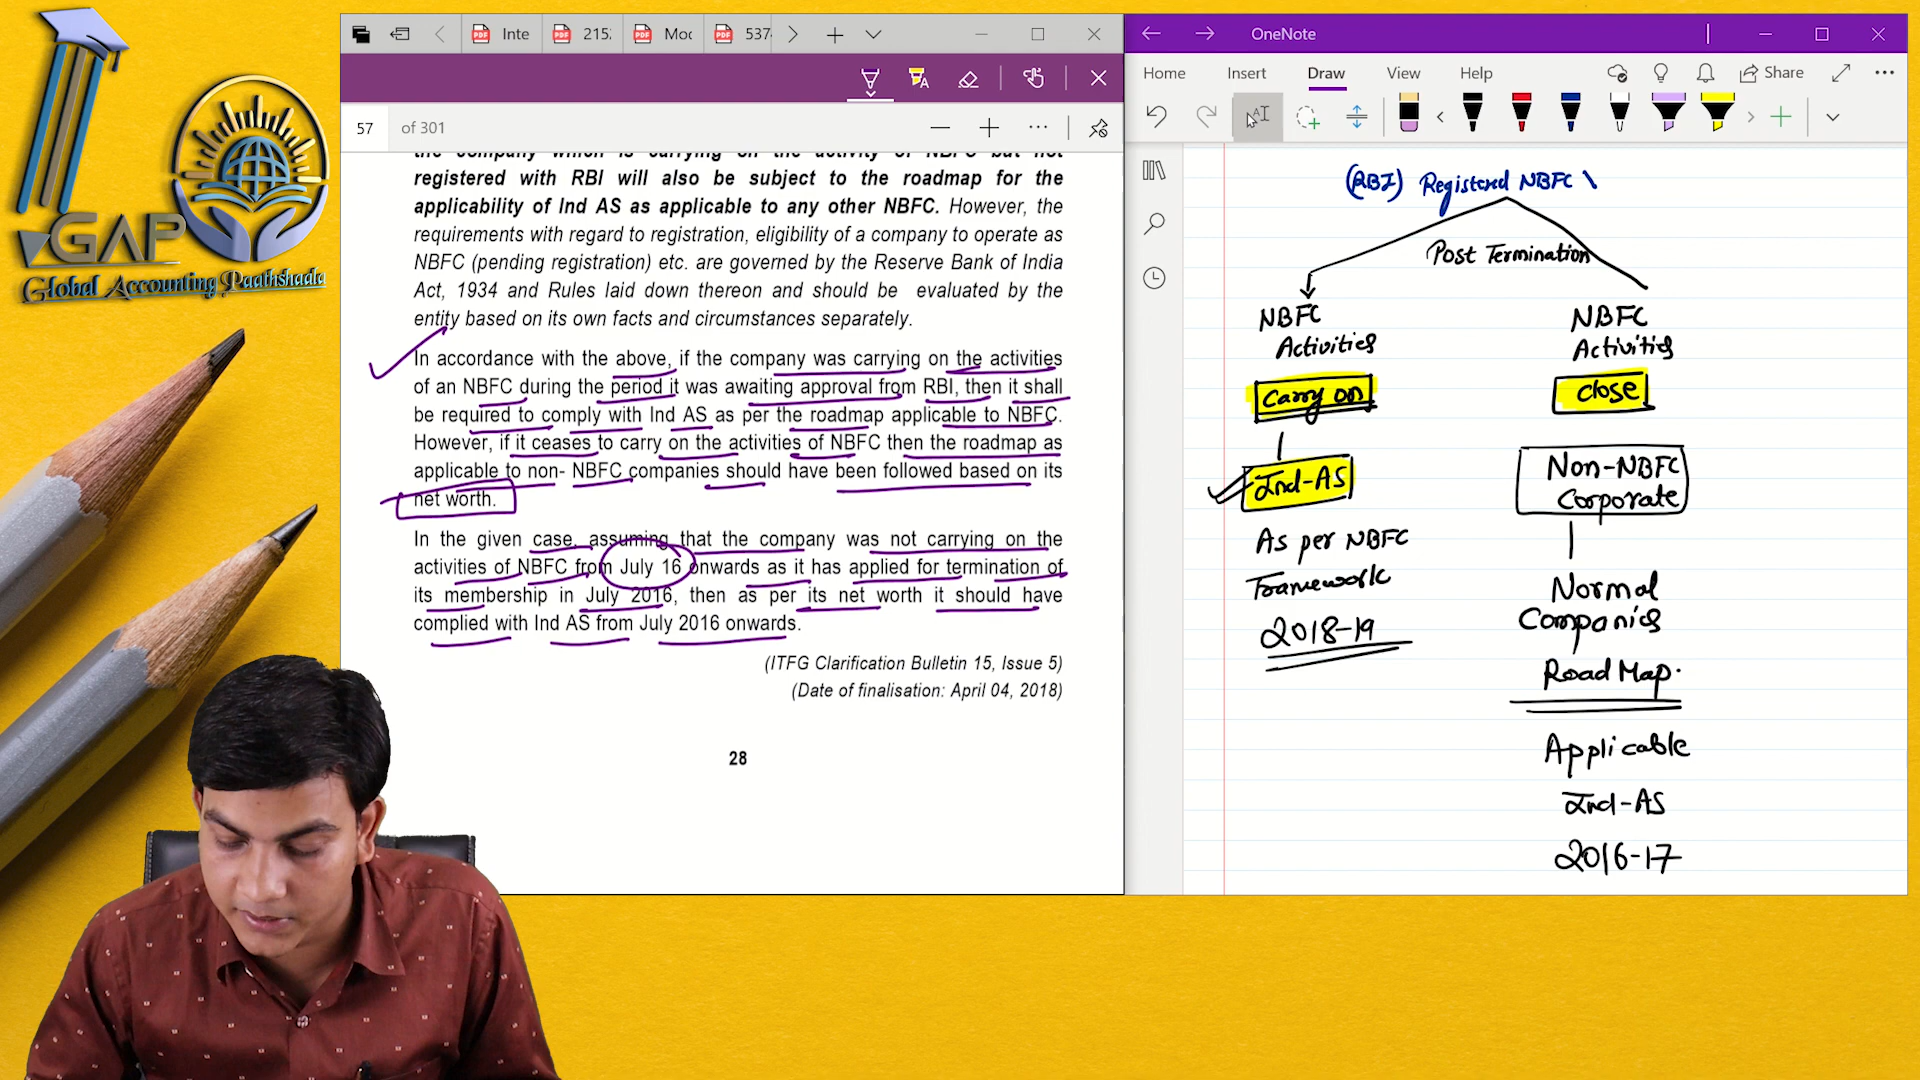 GAP
Global Accounting Paathshada
Inte
215
Moc
537
57 of 301
the company which is carrying on the activity of NBFC but not
registered with RBI will also be subject to the roadmap for the
applicability of Ind AS as applicable to any other NBFC. However, the
requirements with regard to registration, eligibility of a company to operate as
NBFC (pending registration) etc. are governed by the Reserve Bank of India
Act, 1934 and Rules laid down thereon and should be evaluated by the
entity based on its own facts and circumstances separately.
In accordance with the above, if the company was carrying on the activities
of an NBFC during the period it was awaiting approval from RBI, then it shall
be required to comply with Ind AS as per the roadmap applicable to NBFC.
However, if it ceases to carry on the activities of NBFC then the roadmap as
applicable to non- NBFC companies should have been followed based on its
net worth.
In the given case, assuming that the company was not carrying on the
activities of NBFC from July 16 onwards as it has applied for termination of
its membership in July 2016, then as per its net worth it should have
complied with Ind AS from July 2016 onwards.
(ITFG Clarification Bulletin 15, Issue 5)
(Date of finalisation: April 04, 2018)
28
OneNote
Home Insert Draw View Help Share
(RBI) Registered NBFC
Post Termination
NBFC
Activities
Carry on
Ind-AS
As per NBFC
Framework
2018-19
NBFC
Activities
Close
Non-NBFC
Corporate
Normal
Companies
Road Map.
Applicable
Ind-AS
2016-17